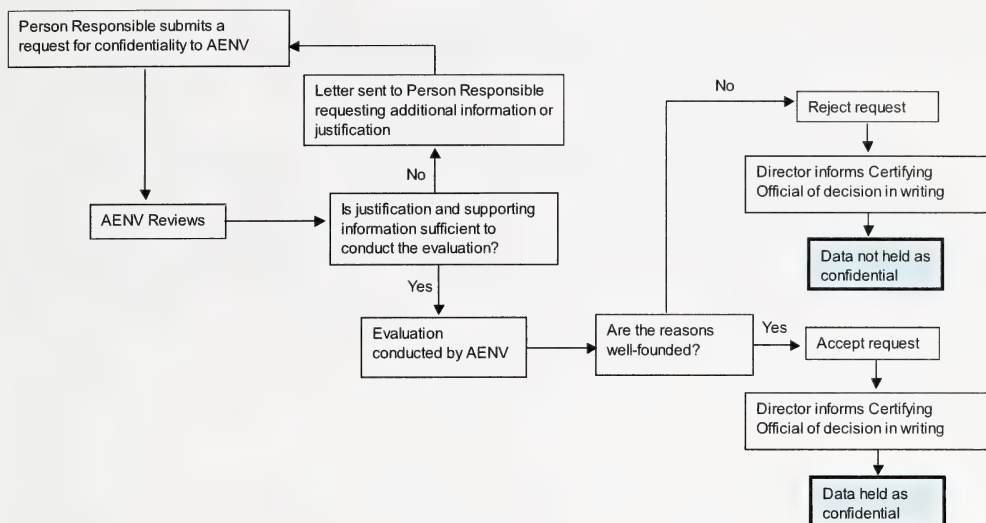 Person Responsible submits a
request for confidentiality to AENV
Letter sent to Person Responsible
requesting additional information or
justification
No
AENV Reviews
Is justification and supporting
information sufficient to
conduct the evaluation?
Yes
Evaluation
conducted by AENV
Are the reasons
well-founded?
No
Reject request
Director informs Certifying
Official of decision in writing
Data not held as
confidential
Yes
Accept request
Director informs Certifying
Official of decision in writing
Data held as
confidential